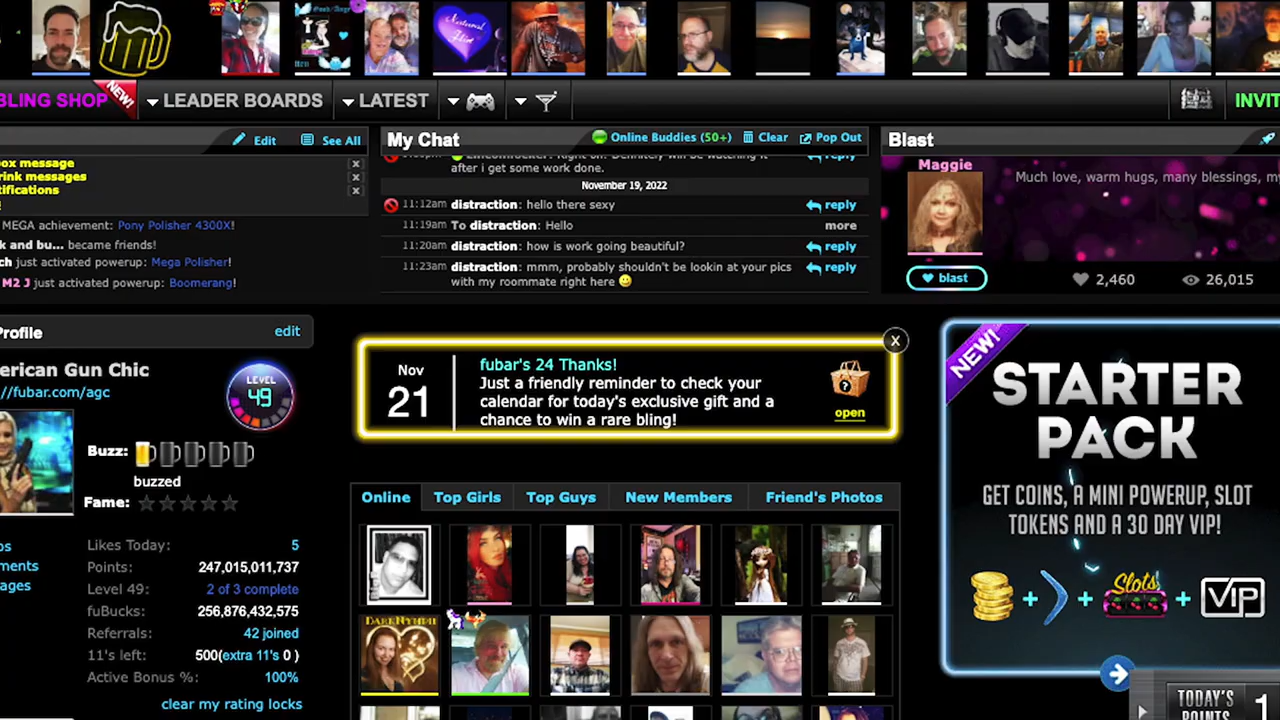 BLING SHOP
NEW!
LEADER BOARDS
LATEST
INVIT
Edit
See All
My Chat
Online Buddies (50+)
Clear
Pop Out
Blast
box message
rink messages
tifications
MEGA achievement: Pony Polisher 4300X!
k and bu... became friends!
ch just activated powerup: Mega Polisher!
M2 J just activated powerup: Boomerang!
reply
after i get some work done.
November 19, 2022
11:12am distraction: hello there sexy
reply
11:19am To distraction: Hello
more
11:20am distraction: how is work going beautiful?
reply
11:23am distraction: mmm, probably shouldn't be lookin at your pics
with my roommate right here
reply
Maggie
Much love, warm hugs, many blessings, my
blast
2,460
26,015
Profile
edit
erican Gun Chic
//fubar.com/agc
LEVEL
49
Buzz:
buzzed
Fame:
Likes Today: 5
Points: 247,015,011,737
Level 49: 2 of 3 complete
fuBucks: 256,876,432,575
Referrals: 42 joined
11's left: 500(extra 11's 0 )
Active Bonus %: 100%
clear my rating locks
os
ments
ages
X
Nov
21
fubar's 24 Thanks!
Just a friendly reminder to check your
calendar for today's exclusive gift and a
chance to win a rare bling!
?
open
Online
Top Girls
Top Guys
New Members
Friend's Photos
DARKNYMPH
NEW!
STARTER
PACK
GET COINS, A MINI POWERUP, SLOT
TOKENS AND A 30 DAY VIP!
+ + Slots + VIP
TODAY'S
POINTS
1